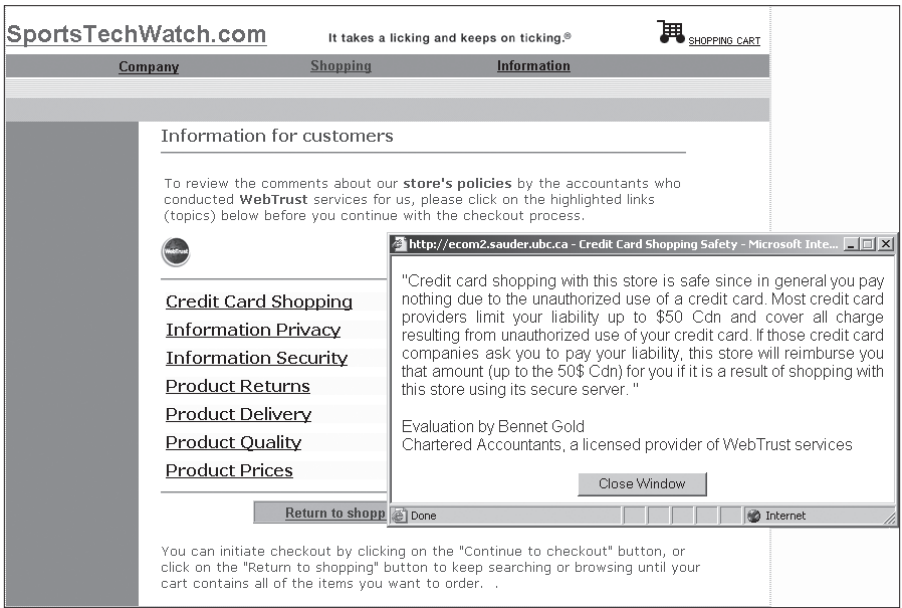 SportsTechWatch.com
It takes a licking and keeps on ticking.®
SHOPPING CART
Company Shopping Information
Information for customers
To review the comments about our store's policies by the accountants who
conducted WebTrust services for us, please click on the highlighted links
(topics) below before you continue with the checkout process.
WebTrust
Credit Card Shopping
Information Privacy
Information Security
Product Returns
Product Delivery
Product Quality
Product Prices
Return to shopp
You can initiate checkout by clicking on the "Continue to checkout" button, or
click on the "Return to shopping" button to keep searching or browsing until your
cart contains all of the items you want to order. .
http://ecom2.sauder.ubc.ca - Credit Card Shopping Safety - Microsoft Inte...
"Credit card shopping with this store is safe since in general you pay
nothing due to the unauthorized use of a credit card. Most credit card
providers limit your liability up to $50 Cdn and cover all charge
resulting from unauthorized use of your credit card. If those credit card
companies ask you to pay your liability, this store will reimburse you
that amount (up to the 50$ Cdn) for you if it is a result of shopping with
this store using its secure server. "
Evaluation by Bennet Gold
Chartered Accountants, a licensed provider of WebTrust services
Close Window
Done
Internet